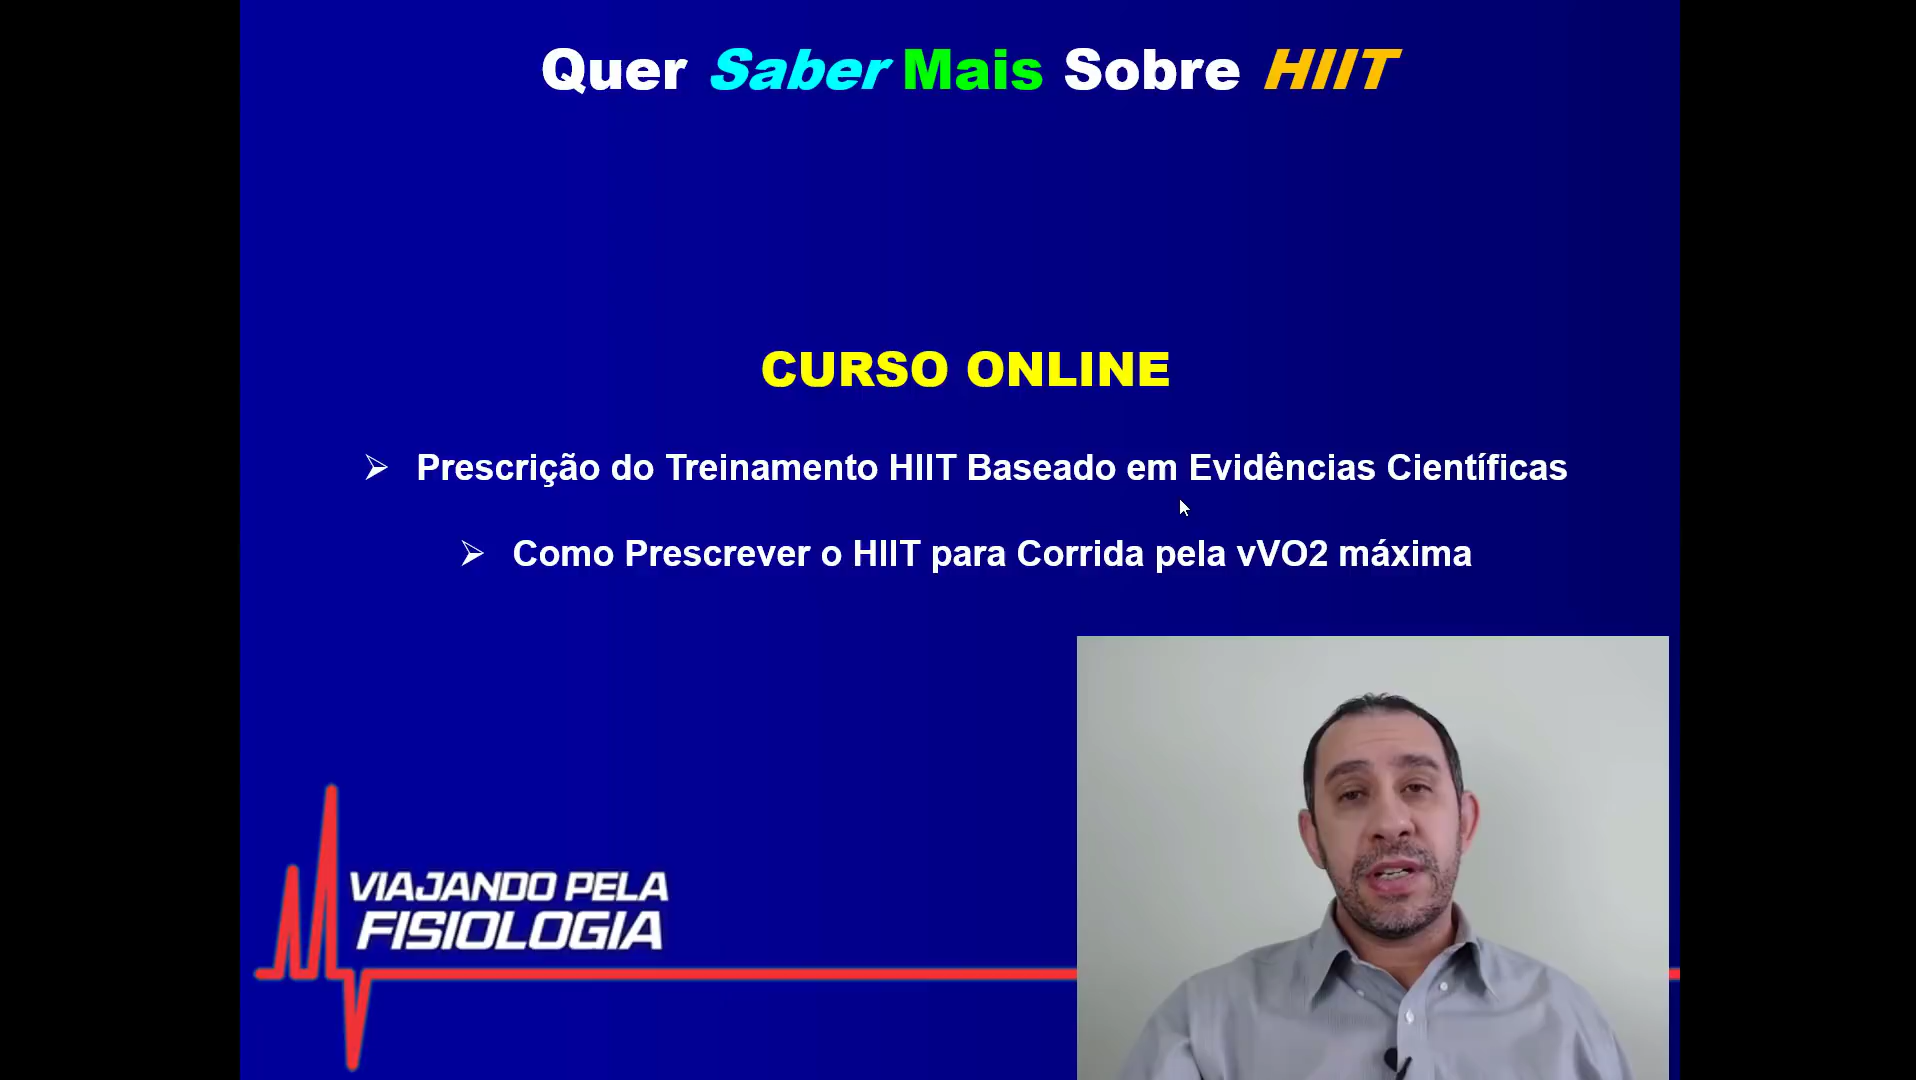 Quer Saber Mais Sobre HIIT
CURSO ONLINE
➢ Prescrição do Treinamento HIIT Baseado em Evidências Científicas
➢ Como Prescrever o HIIT para Corrida pela vVO2 máxima
VIAJANDO PELA
FISIOLOGIA